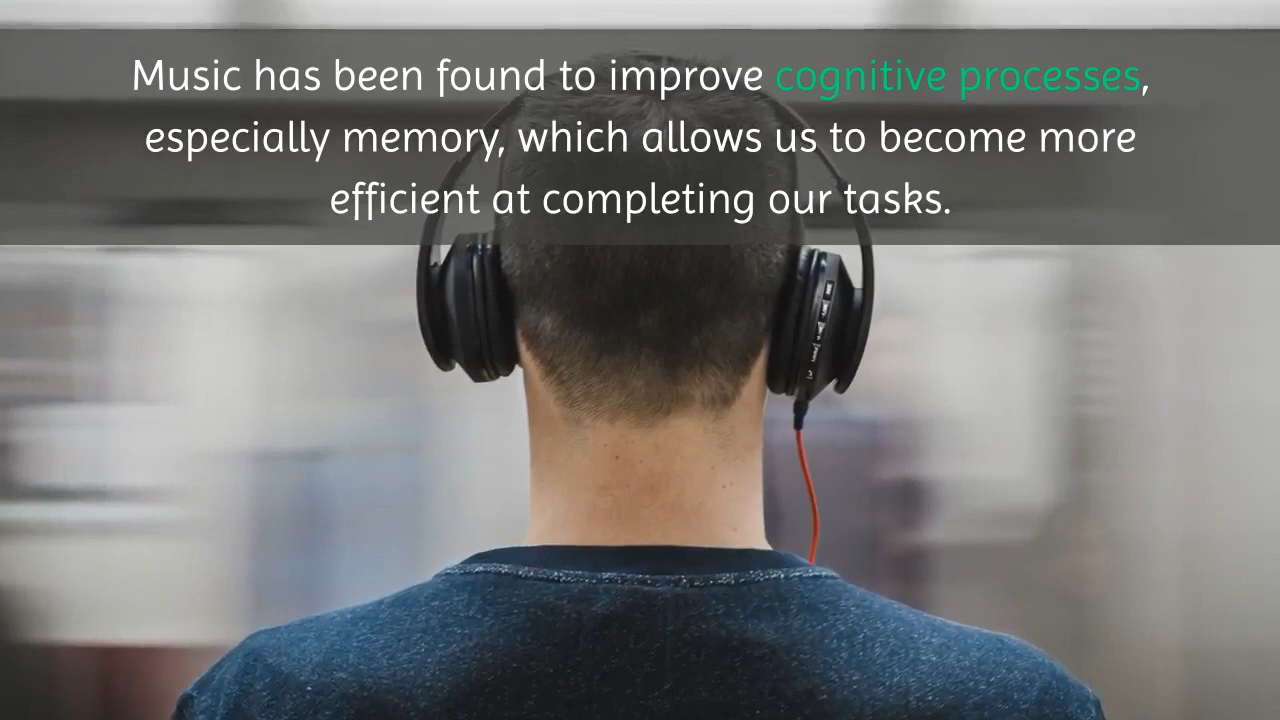 Music has been found to improve cognitive processes,
especially memory, which allows us to become more
efficient at completing our tasks.